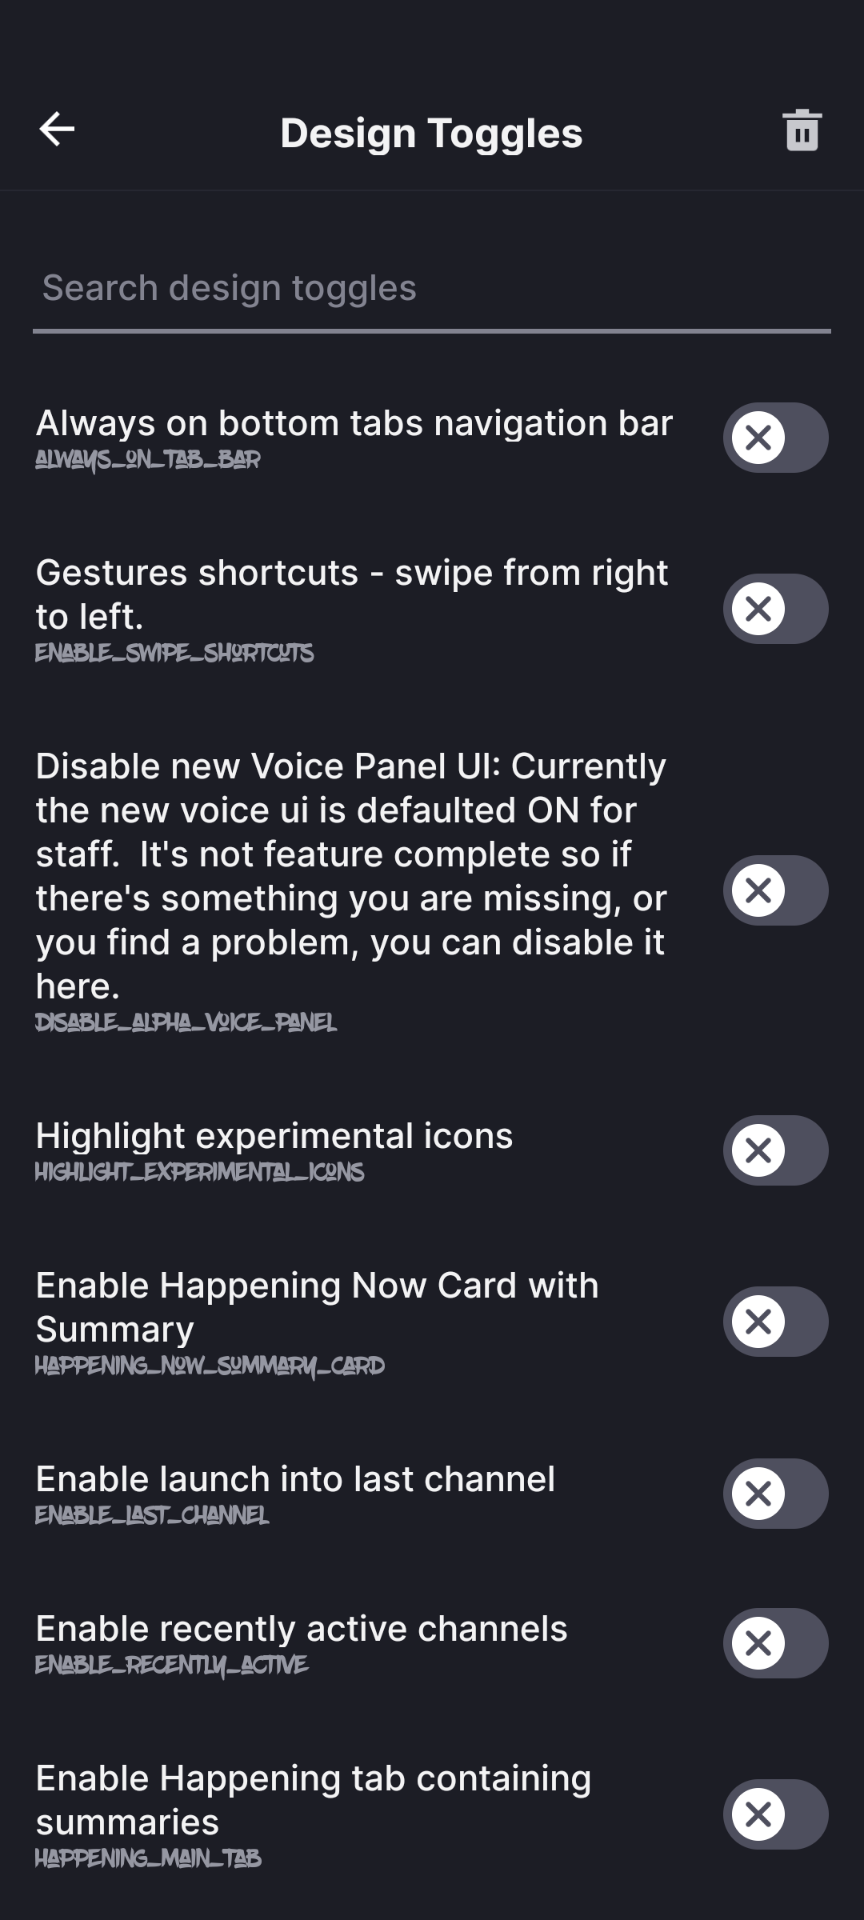 Design Toggles
Search design toggles
Always on bottom tabs navigation bar
ALWAYS_ON_TAB_BAR
Gestures shortcuts - swipe from right
to left.
ENABLE_SWIPE_SHORTCUTS
Disable new Voice Panel UI: Currently
the new voice ui is defaulted ON for
staff.  It's not feature complete so if
there's something you are missing, or
you find a problem, you can disable it
here.
DISABLE_ALPHA_VOICE_PANEL
Highlight experimental icons
HIGHLIGHT_EXPERIMENTAL_ICONS
Enable Happening Now Card with
Summary
HAPPENING_NOW_SUMMARY_CARD
Enable launch into last channel
ENABLE_LAST_CHANNEL
Enable recently active channels
ENABLE_RECENTLY_ACTIVE
Enable Happening tab containing
summaries
HAPPENING_MAIN_TAB